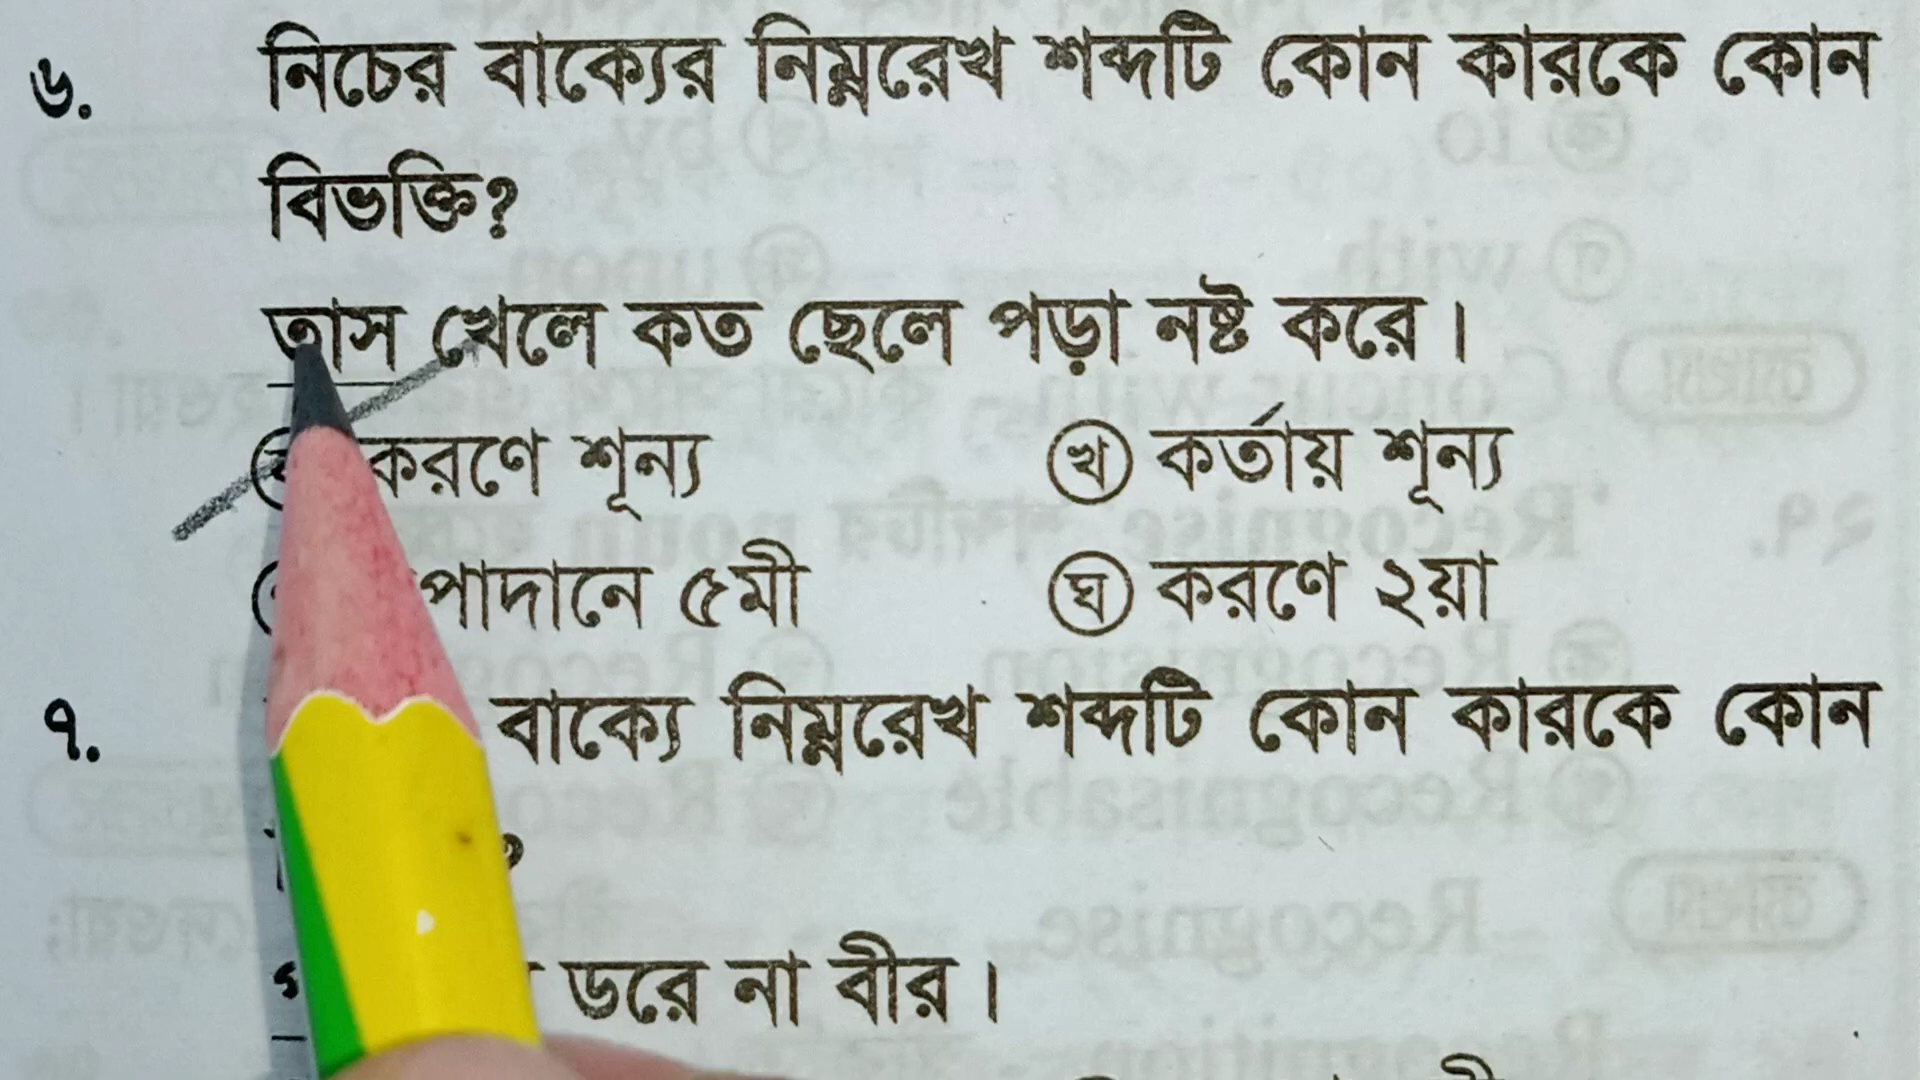 ৬. নিচের বাক্যের নিম্নরেখ শব্দটি কোন কারকে কোন
বিভক্তি?
তাস খেলে কত ছেলে পড়া নষ্ট করে।
করণে শূন্য (খ) কর্তায় শূন্য
পাদানে ৫মী (ঘ) করণে ২য়া
৭. বাক্যে নিম্নরেখ শব্দটি কোন কারকে কোন
?
ডরে না বীর।